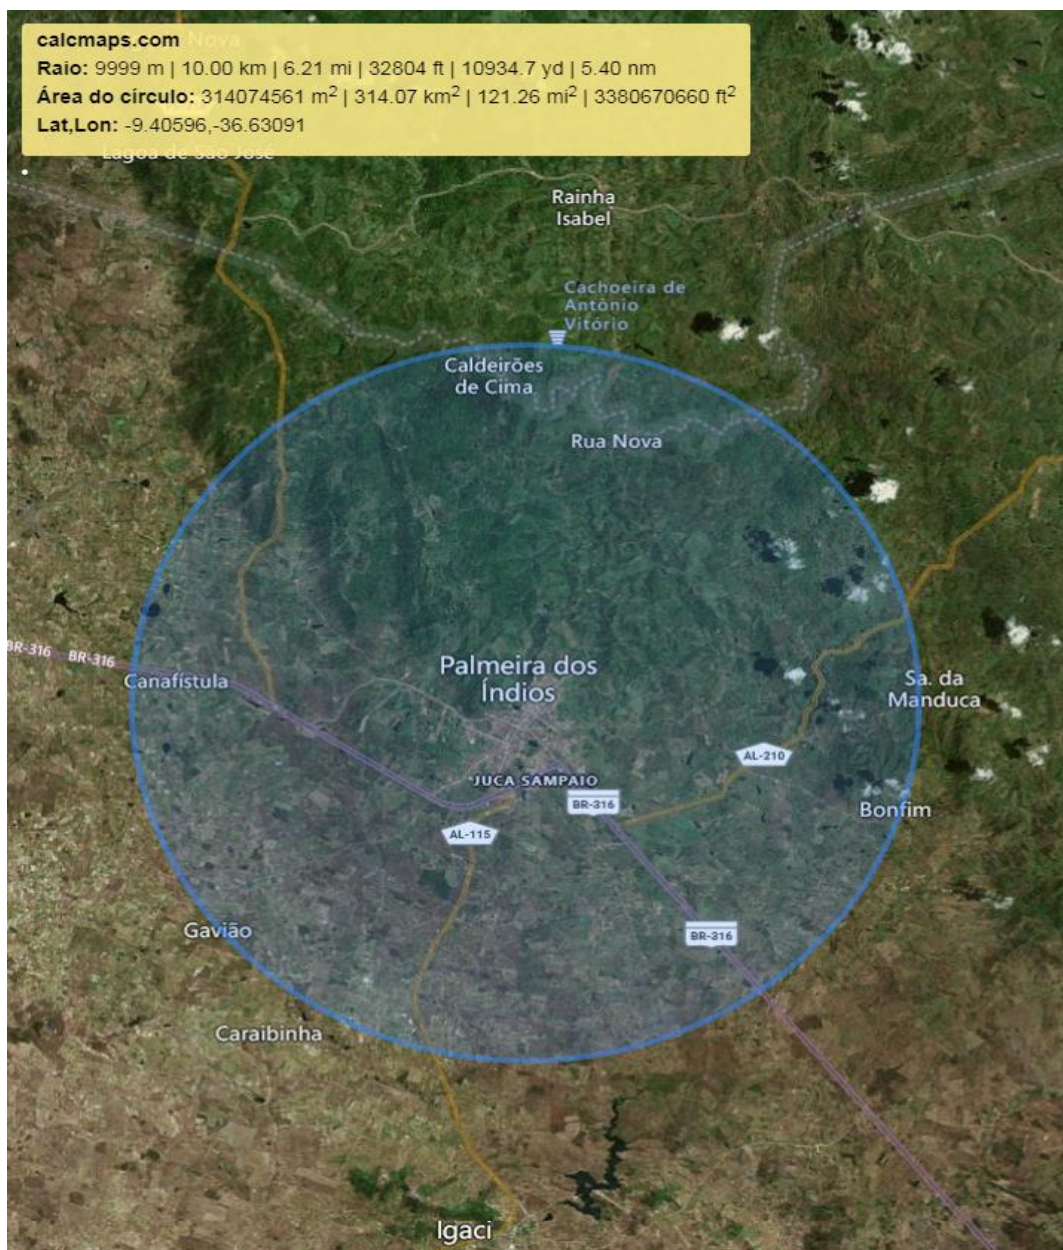 Nova
calcmaps.com
Raio: 9999 m | 10.00 km | 6.21 mi | 32804 ft | 10934.7 yd | 5.40 nm
Área do círculo: 314074561 m² | 314.07 km² | 121.26 mi² | 3380670660 ft²
Lat,Lon: -9.40596,-36.63091
Lagoa de São José
Rainha
Isabel
Cachoeira de
Antônio
Vitório
Caldeirões
de Cima
Rua Nova
BR-316
BR-316
Canafístula
Palmeira dos
Índios
Sa. da
Manduca
AL-210
JUCA SAMPAIO
BR-316
Bonfim
AL-115
Gavião
BR-316
Caraibinha
Igaci